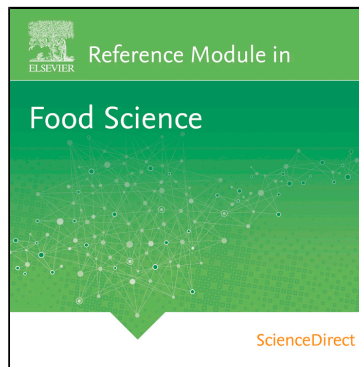 ELSEVIER
Reference Module in
Food Science
ScienceDirect